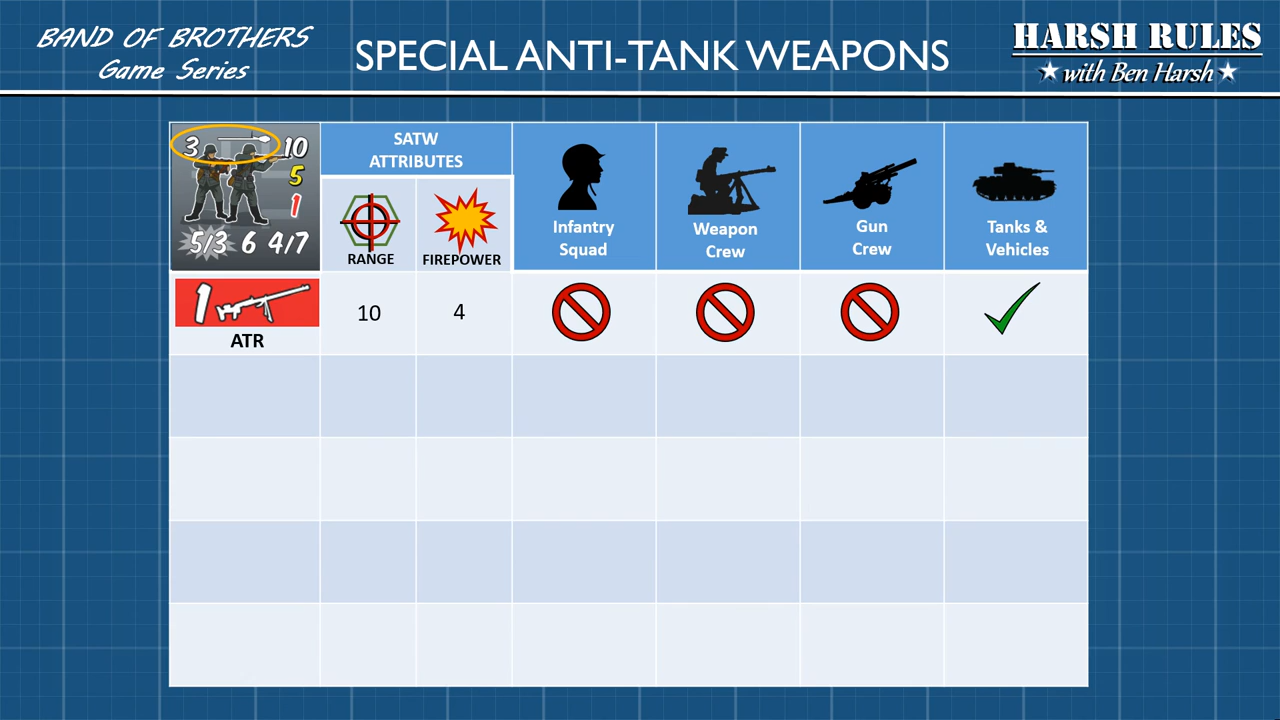 BAND OF BROTHERS
Game Series
SPECIAL ANTI-TANK WEAPONS
HARSH RULES
with Ben Harsh
3
10
5
1
5/3 6 4/7
SATW
ATTRIBUTES
RANGE
FIREPOWER
Infantry
Squad
Weapon
Crew
Gun
Crew
Tanks &
Vehicles
1
ATR
10
4